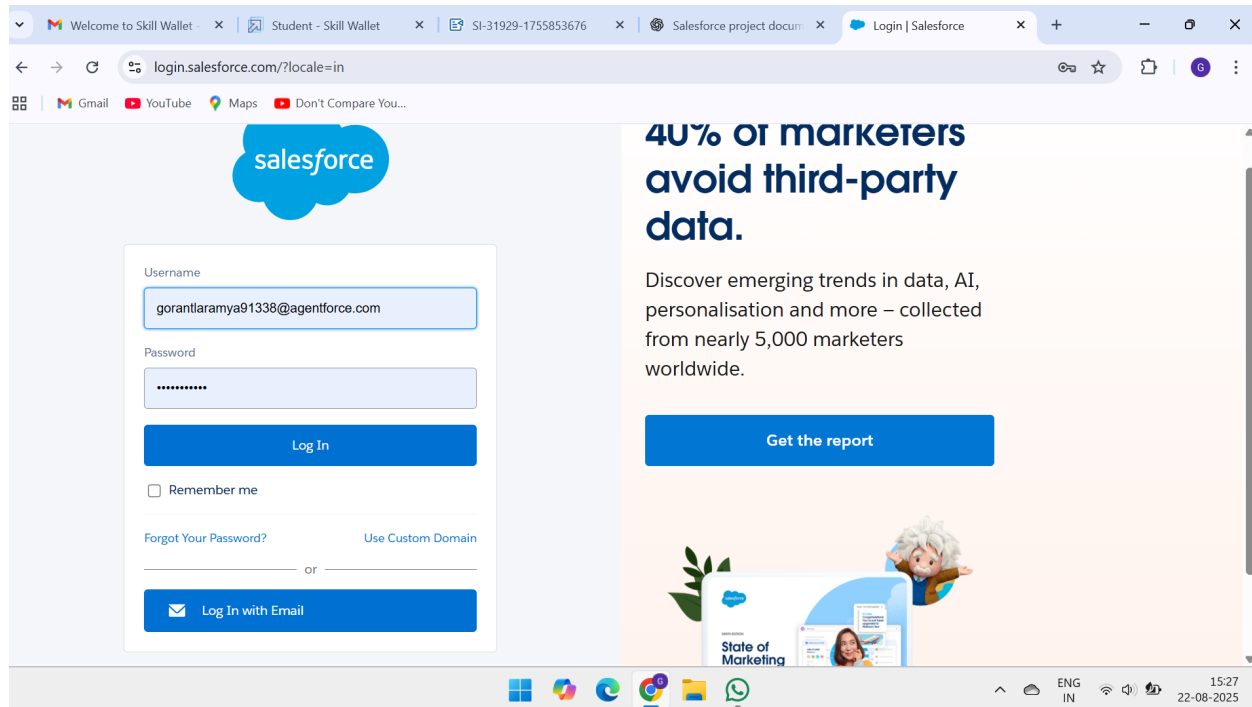 Welcome to Skill Wallet -
Student - Skill Wallet
SI-31929-1755853676
Salesforce project docum
Login | Salesforce
login.salesforce.com/?locale=in
G
Gmail
YouTube
Maps
Don't Compare You...
salesforce
Username
gorantlaramya91338@agentforce.com
Password
Log In
Remember me
Forgot Your Password?
Use Custom Domain
or
Log In with Email
40% of marketers
avoid third-party
data.
Discover emerging trends in data, AI,
personalisation and more – collected
from nearly 5,000 marketers
worldwide.
Get the report
salesforce
State of
Marketing
G
ENG
IN
15:27
22-08-2025